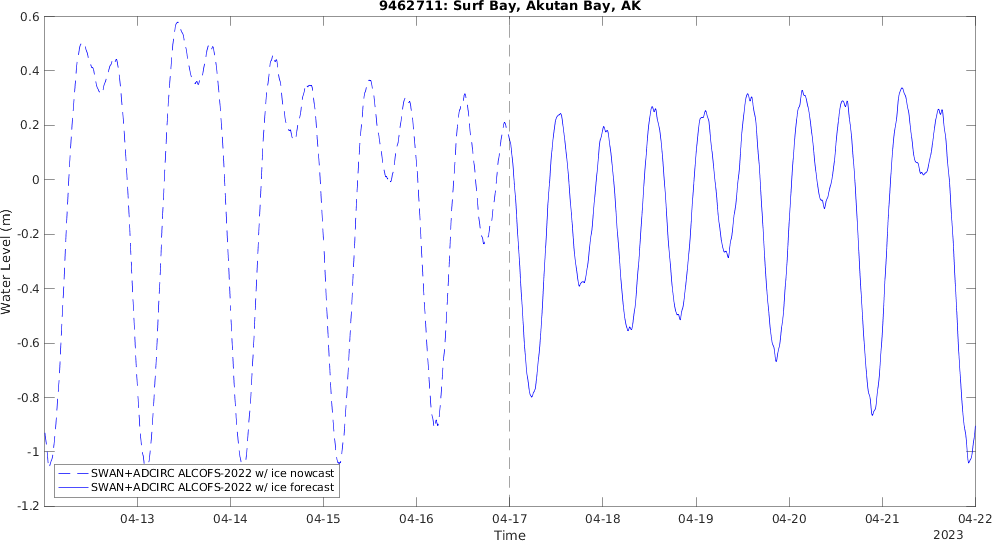 9462711: Surf Bay, Akutan Bay, AK
Water Level (m)
0.6
0.4
0.2
0
-0.2
-0.4
-0.6
-0.8
-1
-1.2
SWAN+ADCIRC ALCOFS-2022 w/ ice nowcast
SWAN+ADCIRC ALCOFS-2022 w/ ice forecast
04-13 04-14 04-15 04-16 04-17 04-18 04-19 04-20 04-21 04-22
Time
2023